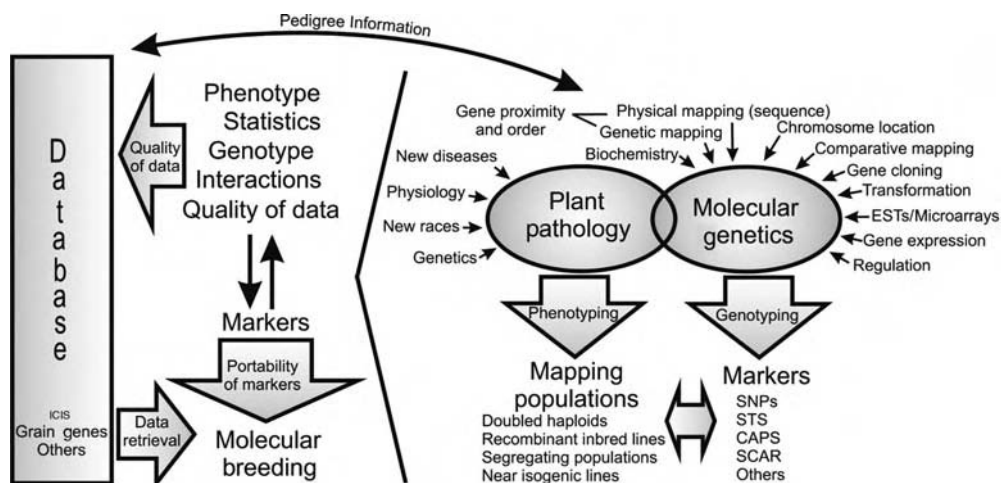 Pedigree Information
Database
ICIS
Grain genes
Others
Quality
of data
Phenotype
Statistics
Genotype
Interactions
Quality of data
Markers
Portability
of markers
Data
retrieval
Molecular
breeding
Gene proximity
and order
Physical mapping (sequence)
Genetic mapping
Biochemistry
Chromosome location
Comparative mapping
Gene cloning
Transformation
ESTs/Microarrays
Gene expression
Regulation
New diseases
Physiology
New races
Genetics
Plant
pathology
Molecular
genetics
Phenotyping
Genotyping
Mapping
populations
Doubled haploids
Recombinant inbred lines
Segregating populations
Near isogenic lines
Markers
SNPs
STS
CAPS
SCAR
Others